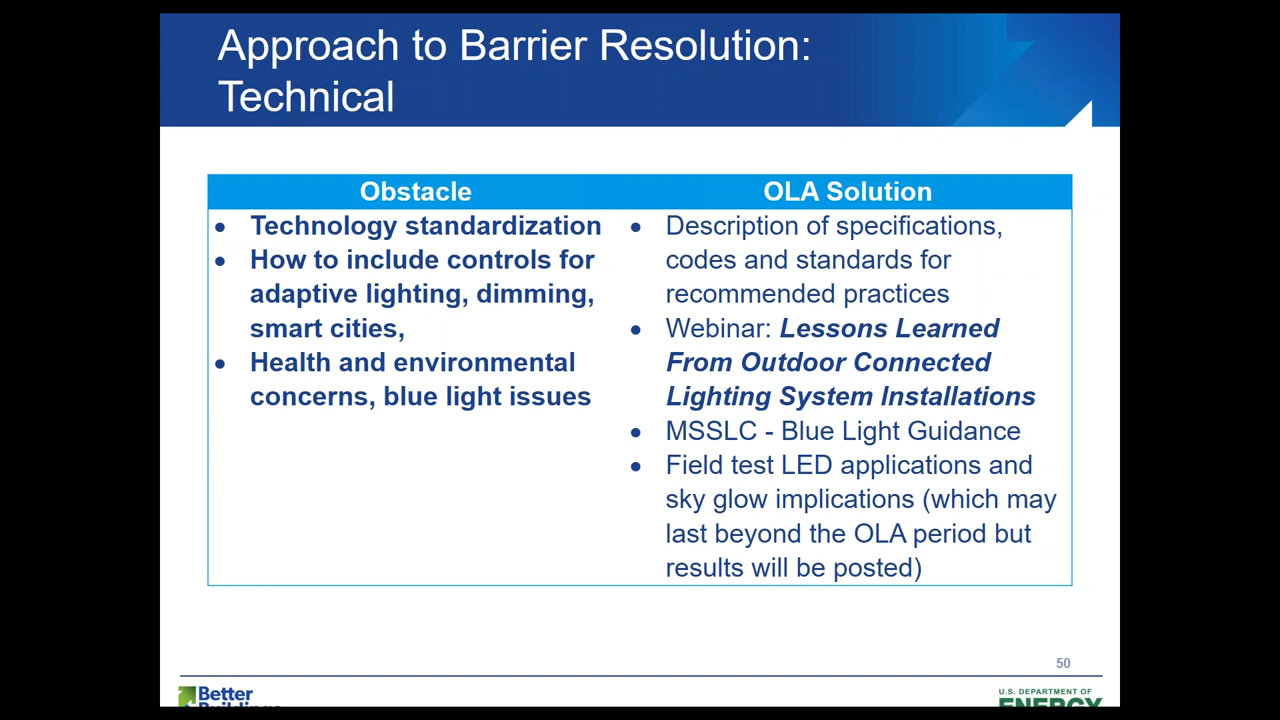 Approach to Barrier Resolution:
Technical
Obstacle
• Technology standardization
• How to include controls for
adaptive lighting, dimming,
smart cities,
• Health and environmental
concerns, blue light issues
OLA Solution
• Description of specifications,
codes and standards for
recommended practices
• Webinar: Lessons Learned
From Outdoor Connected
Lighting System Installations
• MSSLC - Blue Light Guidance
• Field test LED applications and
sky glow implications (which may
last beyond the OLA period but
results will be posted)
50
Better
Buildings
U.S. DEPARTMENT OF
ENERGY